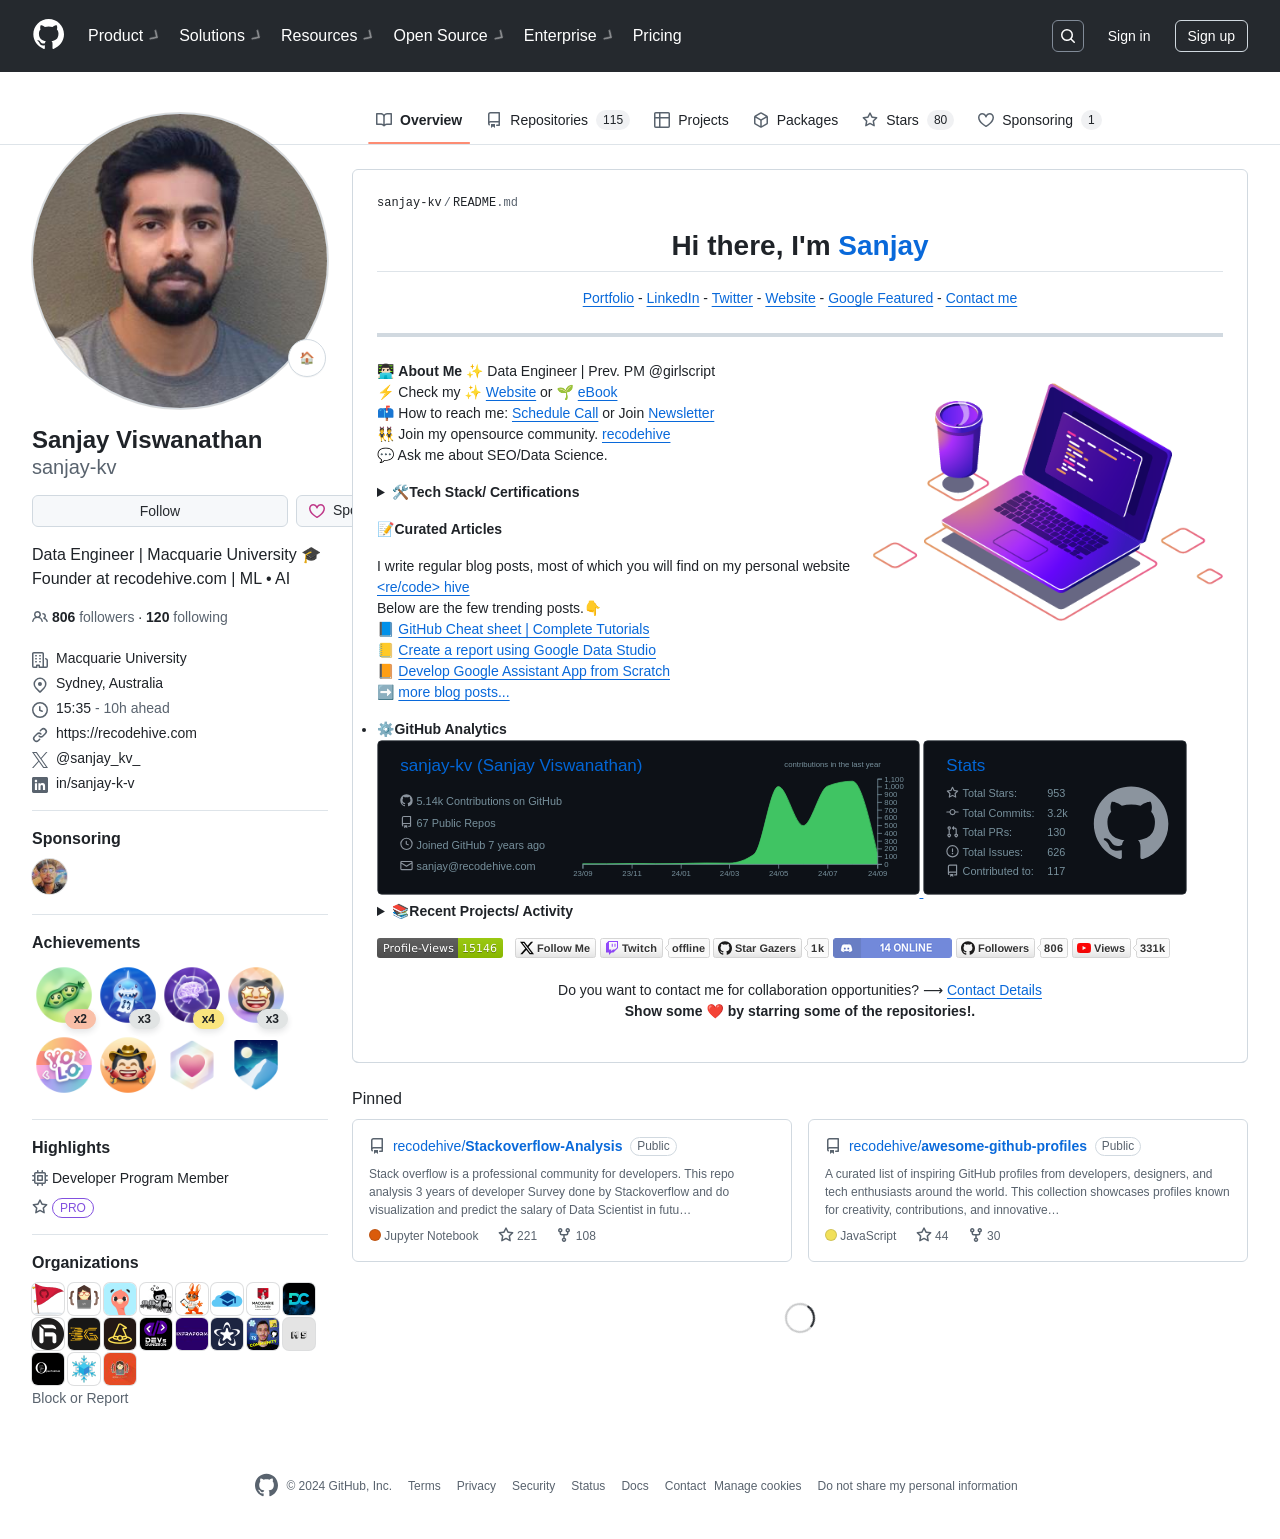 Product
Solutions
Resources
Open Source
Enterprise
Pricing
Sign in
Sign up
Overview
Repositories 115
Projects
Packages
Stars 80
Sponsoring 1
Sanjay Viswanathan
sanjay-kv
Follow
Spo
Data Engineer | Macquarie University 🎓
Founder at recodehive.com | ML • AI
806 followers · 120 following
Macquarie University
Sydney, Australia
15:35 - 10h ahead
https://recodehive.com
@sanjay_kv_
in/sanjay-k-v
Sponsoring
Achievements
x2
x3
x4
x3
YOLO
Highlights
Developer Program Member
PRO
Organizations
Block or Report
sanjay-kv/README.md
Hi there, I'm Sanjay
Portfolio - LinkedIn - Twitter - Website - Google Featured - Contact me
👨🏻‍💻 About Me ✨ Data Engineer | Prev. PM @girlscript
⚡ Check my ✨ Website or 🌱 eBook
📫 How to reach me: Schedule Call or Join Newsletter
👯 Join my opensource community. recodehive
💬 Ask me about SEO/Data Science.
🛠️Tech Stack/ Certifications
📝Curated Articles
I write regular blog posts, most of which you will find on my personal website
<re/code> hive
Below are the few trending posts.👇
📘 GitHub Cheat sheet | Complete Tutorials
📒 Create a report using Google Data Studio
📙 Develop Google Assistant App from Scratch
➡️ more blog posts...
⚙️GitHub Analytics
sanjay-kv (Sanjay Viswanathan)
5.14k Contributions on GitHub
67 Public Repos
Joined GitHub 7 years ago
sanjay@recodehive.com
contributions in the last year
1,100
1,000
900
800
700
600
500
400
300
200
100
0
23/09 23/11 24/01 24/03 24/05 24/07 24/09
Stats
Total Stars: 953
Total Commits: 3.2k
Total PRs: 130
Total Issues: 626
Contributed to: 117
📚Recent Projects/ Activity
Profile-Views 15146
Follow Me
Twitch offline
Star Gazers 1k
14 ONLINE
Followers 806
Views 331k
Do you want to contact me for collaboration opportunities? ⟶ Contact Details
Show some ❤️ by starring some of the repositories!.
Pinned
recodehive/Stackoverflow-Analysis Public
Stack overflow is a professional community for developers. This repo
analysis 3 years of developer Survey done by Stackoverflow and do
visualization and predict the salary of Data Scientist in futu…
Jupyter Notebook 221 108
recodehive/awesome-github-profiles Public
A curated list of inspiring GitHub profiles from developers, designers, and
tech enthusiasts around the world. This collection showcases profiles known
for creativity, contributions, and innovative…
JavaScript 44 30
© 2024 GitHub, Inc.
Terms
Privacy
Security
Status
Docs
Contact
Manage cookies
Do not share my personal information